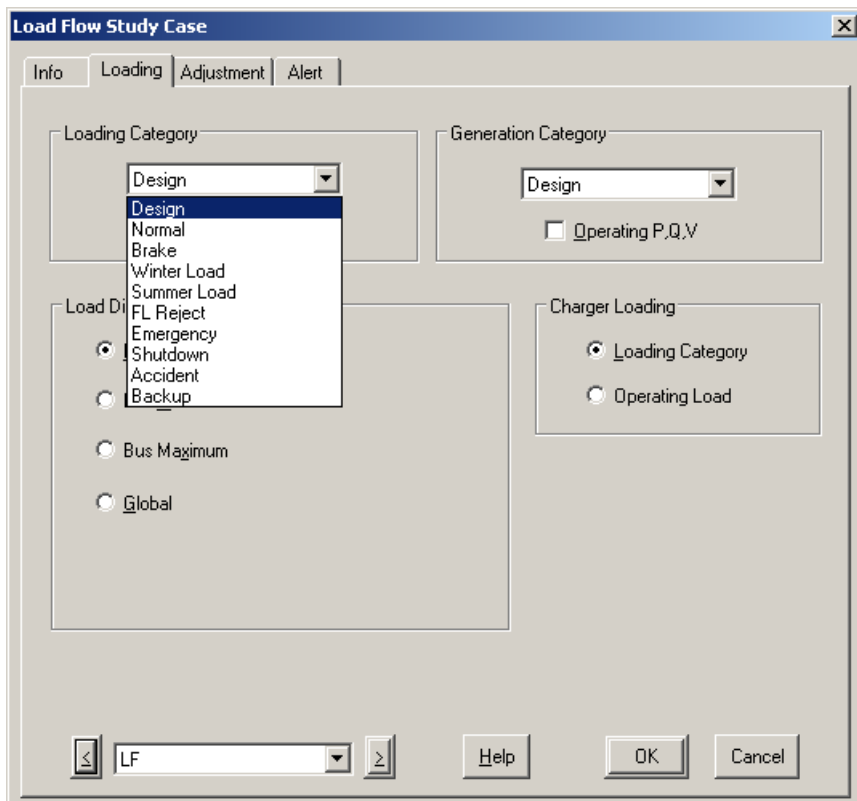 Load Flow Study Case
Info Loading Adjustment Alert
Loading Category
Design
Design
Normal
Brake
Winter Load
Summer Load
FL Reject
Emergency
Shutdown
Accident
Backup
Generation Category
Design
Operating P,Q,V
Load Di
Bus Maximum
Global
Charger Loading
Loading Category
Operating Load
< LF >
Help
OK
Cancel